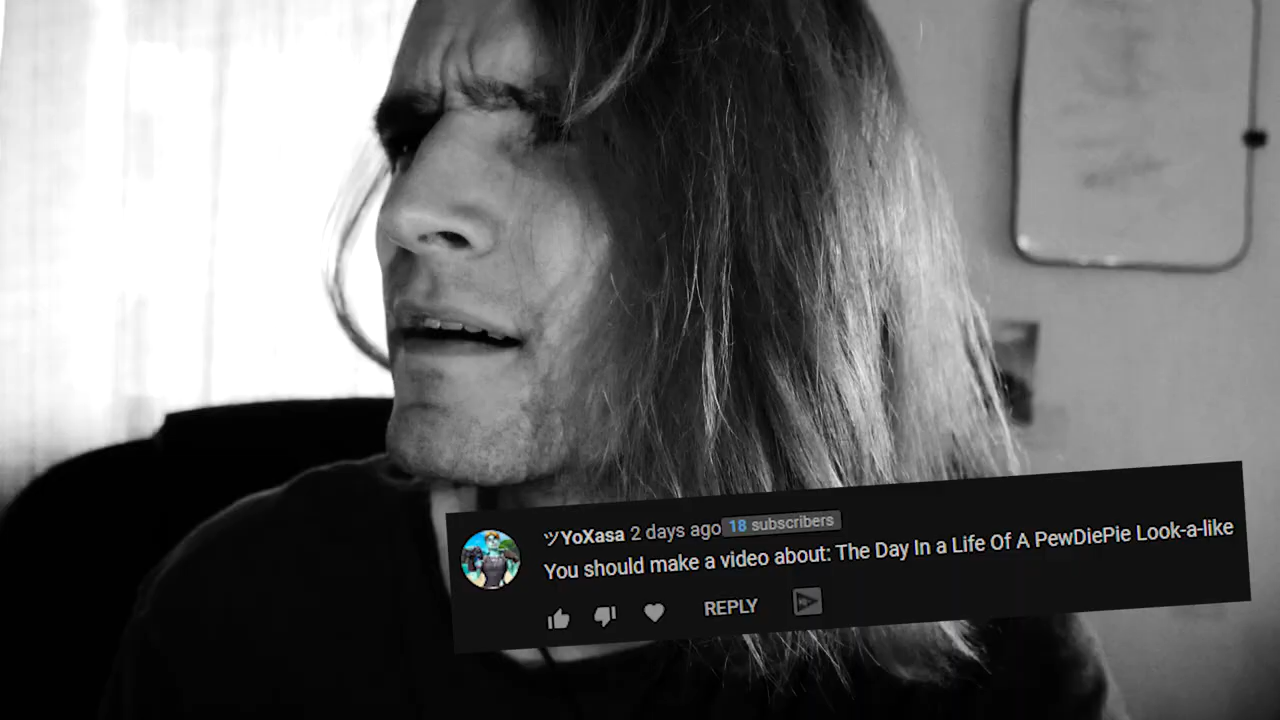 ツYoXasa 2 days ago 18 subscribers
You should make a video about: The Day In a Life Of A PewDiePie Look-a-like
REPLY